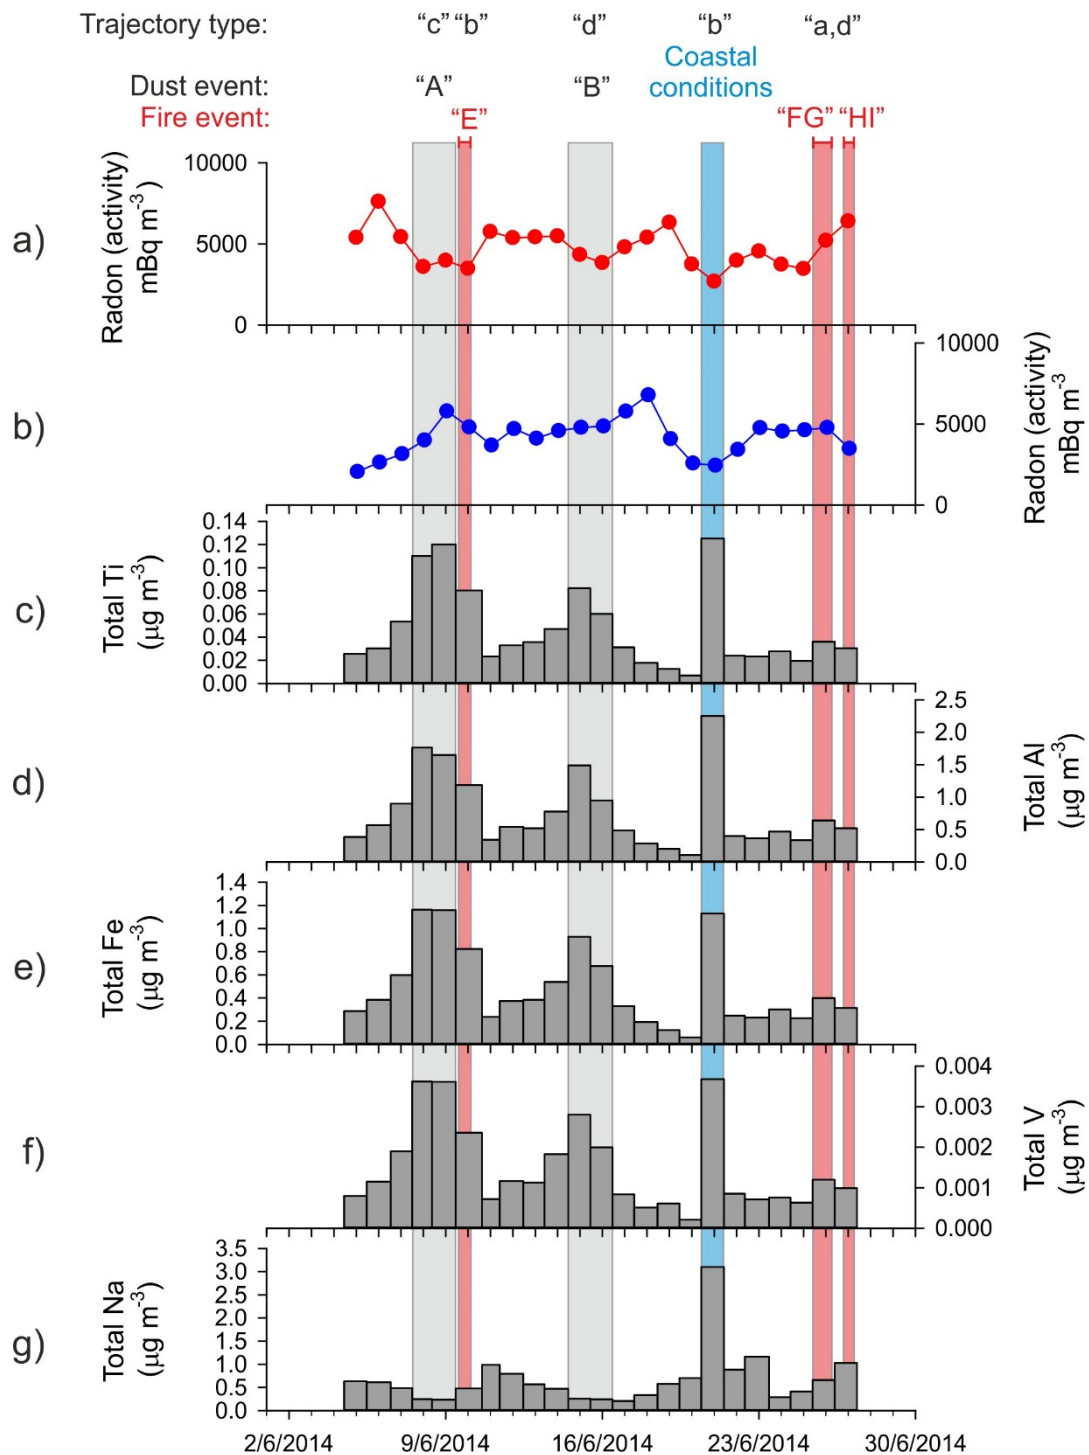 Trajectory type: “c” “b” “d” “b” “a,d”
Coastal
conditions
Dust event: “A” “B”
Fire event: “E” “FG” “HI”
a)
Radon (activity)
mBq m-3
10000
5000
0
b)
Radon (activity)
mBq m-3
10000
5000
0
c)
Total Ti
(µg m-3)
0.14
0.12
0.10
0.08
0.06
0.04
0.02
0.00
d)
Total Al
(µg m-3)
2.5
2.0
1.5
1.0
0.5
0.0
e)
Total Fe
(µg m-3)
1.4
1.2
1.0
0.8
0.6
0.4
0.2
0.0
f)
Total V
(µg m-3)
0.004
0.003
0.002
0.001
0.000
g)
Total Na
(µg m-3)
3.5
3.0
2.5
2.0
1.5
1.0
0.5
0.0
2/6/2014 9/6/2014 16/6/2014 23/6/2014 30/6/2014